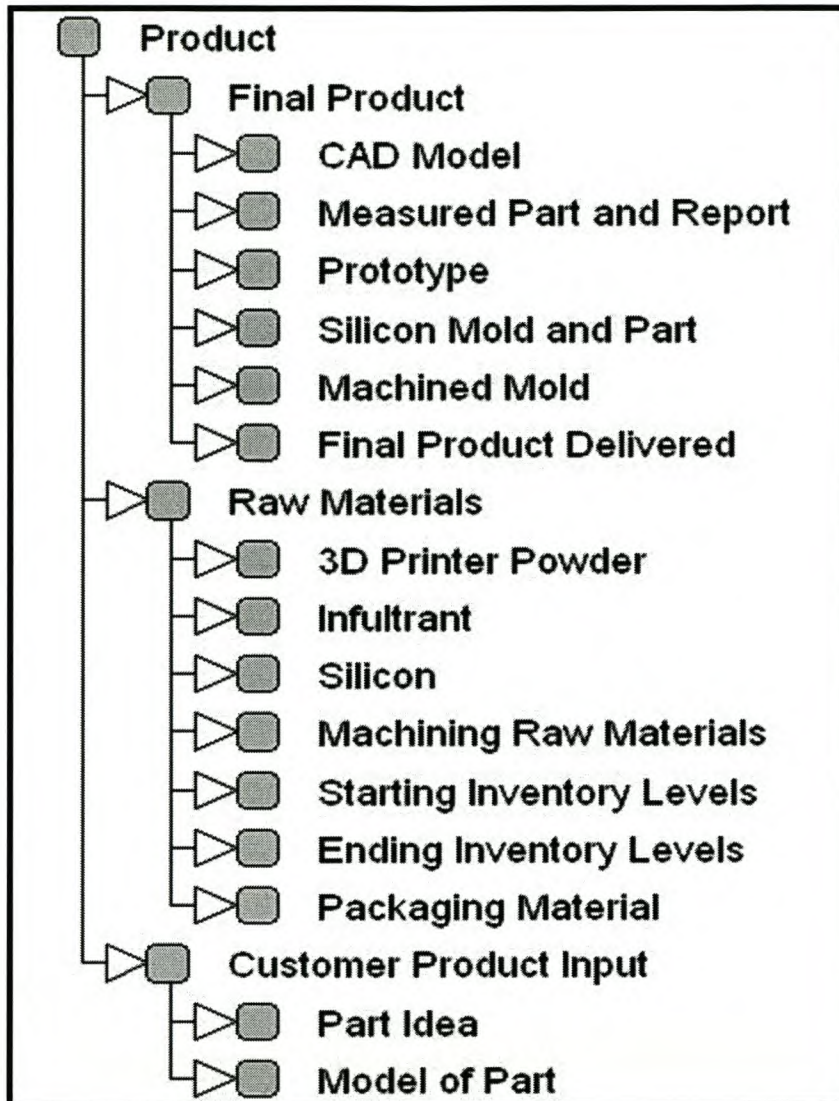 Product
Final Product
CAD Model
Measured Part and Report
Prototype
Silicon Mold and Part
Machined Mold
Final Product Delivered
Raw Materials
3D Printer Powder
Infultrant
Silicon
Machining Raw Materials
Starting Inventory Levels
Ending Inventory Levels
Packaging Material
Customer Product Input
Part Idea
Model of Part